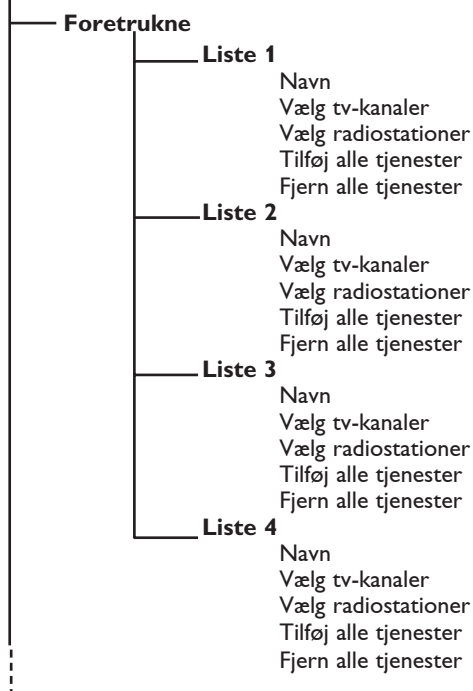 Foretrukne
Liste 1
Navn
Vælg tv-kanaler
Vælg radiostationer
Tilføj alle tjenester
Fjern alle tjenester
Liste 2
Navn
Vælg tv-kanaler
Vælg radiostationer
Tilføj alle tjenester
Fjern alle tjenester
Liste 3
Navn
Vælg tv-kanaler
Vælg radiostationer
Tilføj alle tjenester
Fjern alle tjenester
Liste 4
Navn
Vælg tv-kanaler
Vælg radiostationer
Tilføj alle tjenester
Fjern alle tjenester